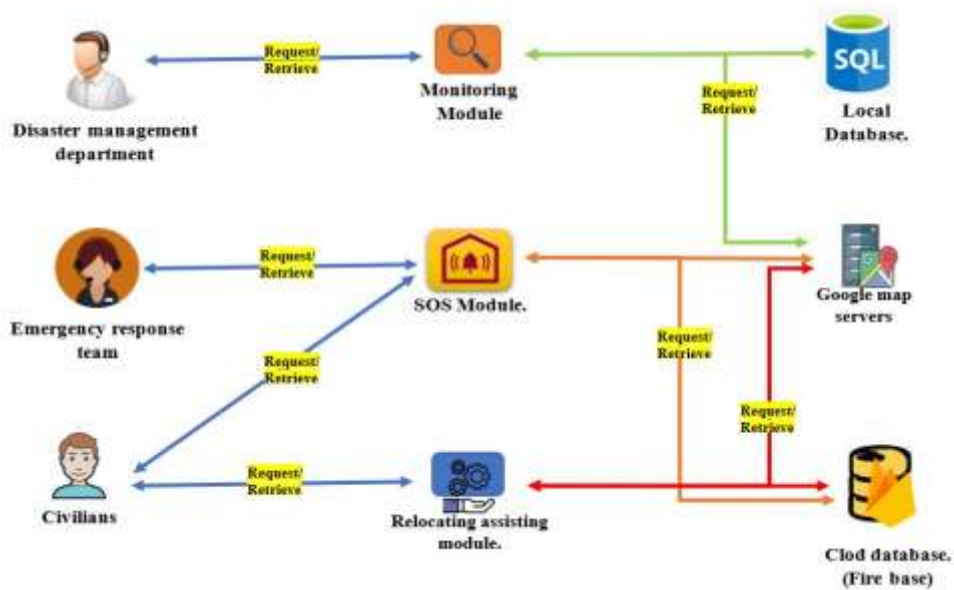 Request/
Retrieve
SQL
Disaster management
department
Monitoring
Module
Request/
Retrieve
Local
Database.
Request/
Retrieve
Emergency response
team
SOS Module.
Google map
servers
Request/
Retrieve
Request/
Retrieve
Request/
Retrieve
Request/
Retrieve
Civilians
Relocating assisting
module.
Clod database.
(Fire base)